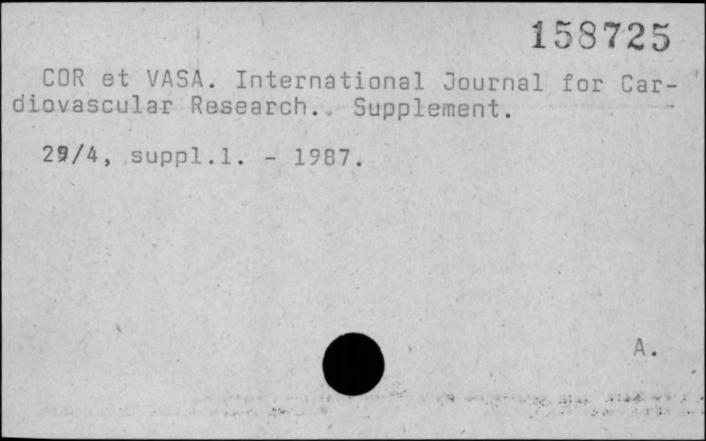 158725
COR et VASA. International Journal for Car-
diovascular Research. Supplement.
29/4, suppl.1. - 1987.
A.